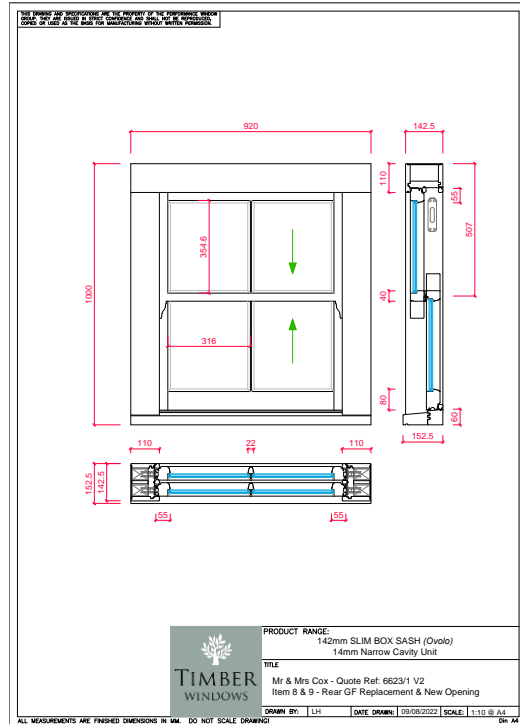 THIS DRAWING AND SPECIFICATIONS ARE THE PROPERTY OF THE PERFORMANCE WINDOW
GROUP. THEY ARE ISSUED IN STRICT CONFIDENCE AND SHALL NOT BE REPRODUCED,
COPIED OR USED AS THE BASIS FOR MANUFACTURING WITHOUT WRITTEN PERMISSION.
920
142.5
110
55
354.6
507
1000
40
316
80
60
152.5
110
22
110
152.5
142.5
55
55
TIMBER
WINDOWS
PRODUCT RANGE:
142mm SLIM BOX SASH (Ovolo)
14mm Narrow Cavity Unit
TITLE
Mr & Mrs Cox - Quote Ref: 6623/1 V2
Item 8 & 9 - Rear GF Replacement & New Opening
DRAWN BY: LH DATE DRAWN: 09/08/2022 SCALE: 1:10 @ A4
ALL MEASUREMENTS ARE FINISHED DIMENSIONS IN MM. DO NOT SCALE DRAWING! Din A4